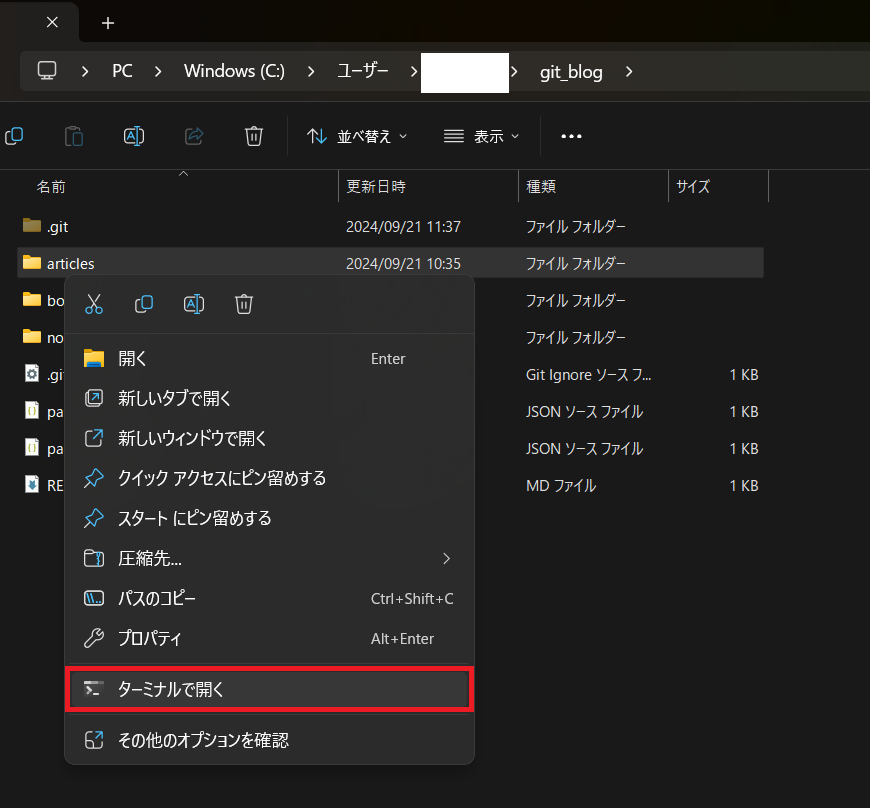 PC Windows (C:) ユーザー git_blog
並べ替え 表示
名前 更新日時 種類 サイズ
.git 2024/09/21 11:37 ファイル フォルダー
articles 2024/09/21 10:35 ファイル フォルダー
ファイル フォルダー
ファイル フォルダー
Git Ignore ソース フ... 1 KB
JSON ソース ファイル 1 KB
JSON ソース ファイル 1 KB
MD ファイル 1 KB
bo
no
.gi
pa
pa
RE
開く Enter
新しいタブで開く
新しいウィンドウで開く
クイック アクセスにピン留めする
スタート にピン留めする
圧縮先...
パスのコピー Ctrl+Shift+C
プロパティ Alt+Enter
ターミナルで開く
その他のオプションを確認